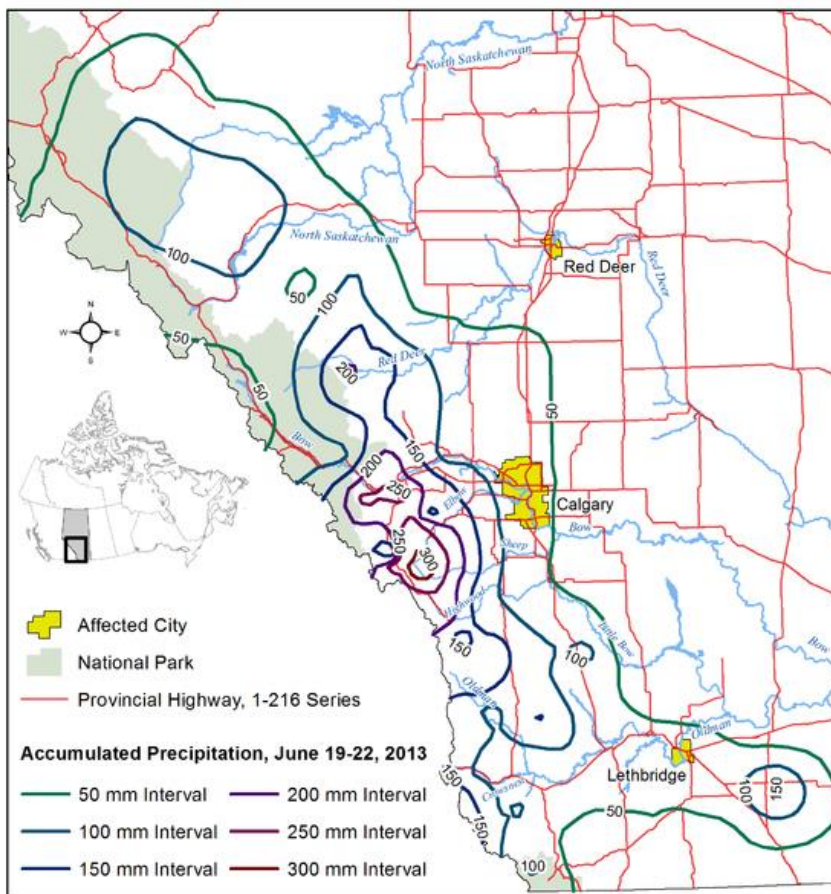 North Saskatchewan
100
North Saskatchewan
Red Deer
Red Deer
50
100
N
W E
S
50
Red Deer
200
50
50
Bow
150
200
250
Elbow
Calgary
Bow
250
300
Sheep
Highwood
Little Bow
150
100
Bow
Oldman
Oldman
Lethbridge
150
Crowsnest
100
150
150
50
100
Affected City
National Park
Provincial Highway, 1-216 Series
Accumulated Precipitation, June 19-22, 2013
50 mm Interval
200 mm Interval
100 mm Interval
250 mm Interval
150 mm Interval
300 mm Interval